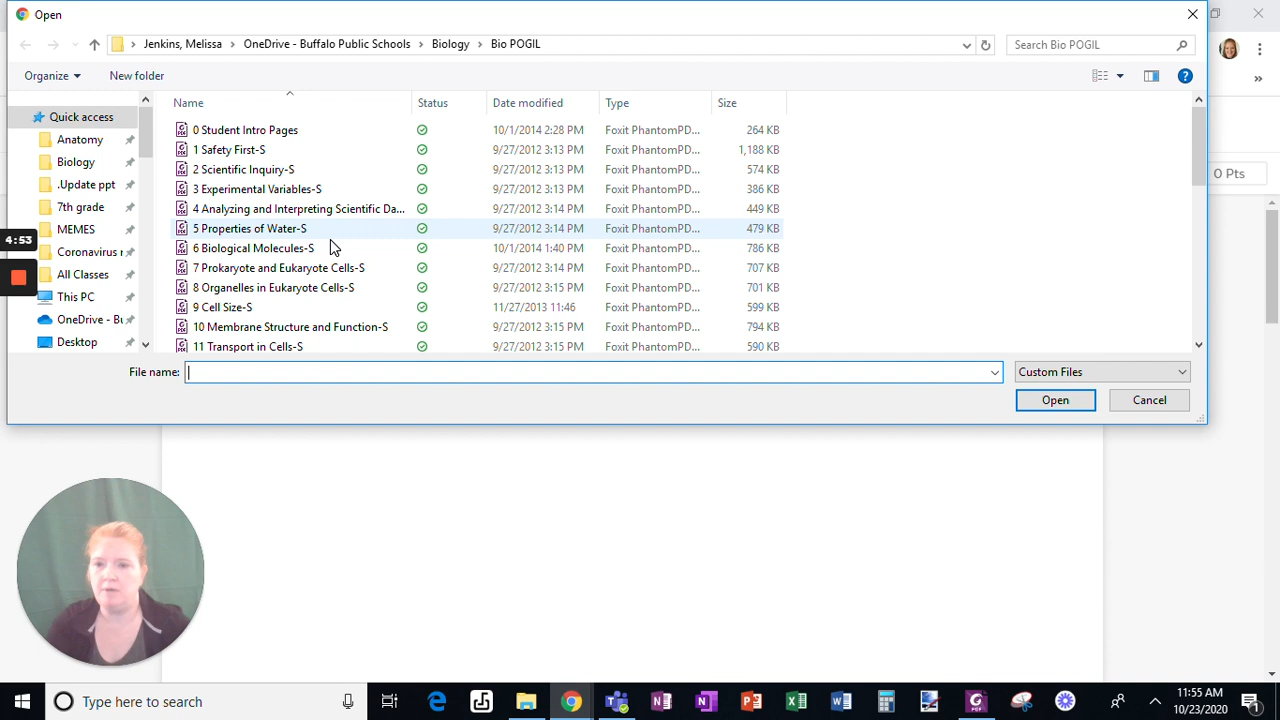 Open
Jenkins, Melissa > OneDrive - Buffalo Public Schools > Biology > Bio POGIL
Search Bio POGIL
Organize
New folder
Name
Status
Date modified
Type
Size
Quick access
Anatomy
Biology
.Update ppt
7th grade
MEMES
Coronavirus r
All Classes
This PC
OneDrive - Bu
Desktop
0 Student Intro Pages 10/1/2014 2:28 PM Foxit PhantomPD... 264 KB
1 Safety First-S 9/27/2012 3:13 PM Foxit PhantomPD... 1,188 KB
2 Scientific Inquiry-S 9/27/2012 3:13 PM Foxit PhantomPD... 574 KB
3 Experimental Variables-S 9/27/2012 3:13 PM Foxit PhantomPD... 386 KB
4 Analyzing and Interpreting Scientific Da... 9/27/2012 3:14 PM Foxit PhantomPD... 449 KB
5 Properties of Water-S 9/27/2012 3:14 PM Foxit PhantomPD... 479 KB
6 Biological Molecules-S 10/1/2014 1:40 PM Foxit PhantomPD... 786 KB
7 Prokaryote and Eukaryote Cells-S 9/27/2012 3:14 PM Foxit PhantomPD... 707 KB
8 Organelles in Eukaryote Cells-S 9/27/2012 3:15 PM Foxit PhantomPD... 701 KB
9 Cell Size-S 11/27/2013 11:46 Foxit PhantomPD... 599 KB
10 Membrane Structure and Function-S 9/27/2012 3:15 PM Foxit PhantomPD... 794 KB
11 Transport in Cells-S 9/27/2012 3:15 PM Foxit PhantomPD... 590 KB
File name:
Custom Files
Open
Cancel
0 Pts
4:53
Type here to search
11:55 AM
10/23/2020
1